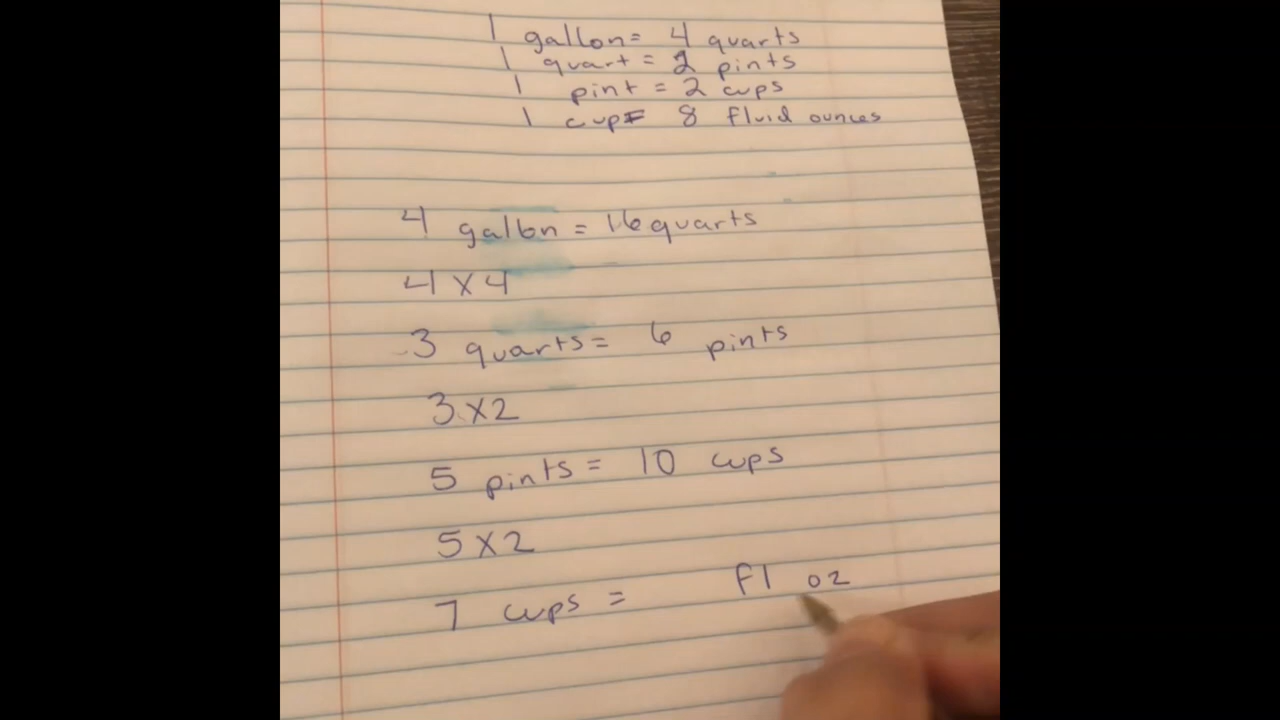 1 gallon= 4 quarts
1 quart = 2 pints
1 pint = 2 cups
1 cup= 8 fluid ounces
4 gallon = 16 quarts
4 x 4
3 quarts = 6 pints
3 x 2
5 pints = 10 cups
5 x 2
7 cups = fl oz